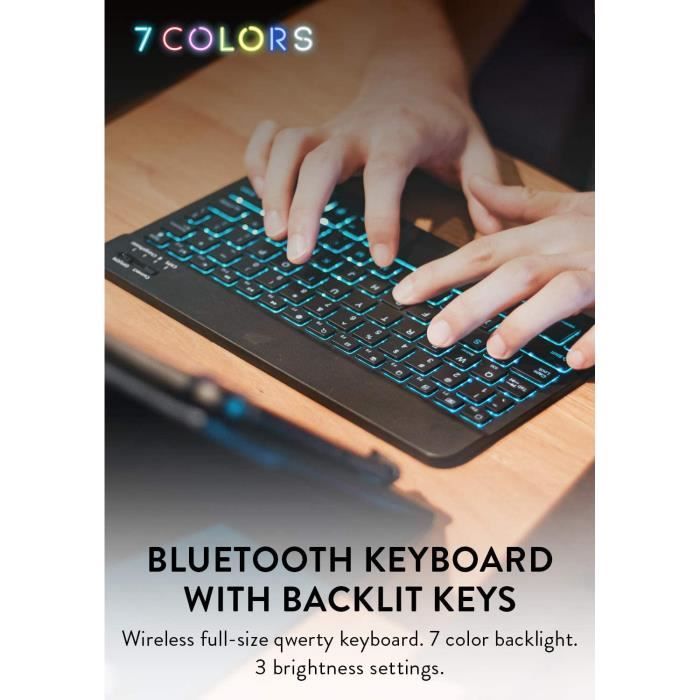 7 COLORS
BLUETOOTH KEYBOARD
WITH BACKLIT KEYS
Wireless full-size qwerty keyboard. 7 color backlight.
3 brightness settings.